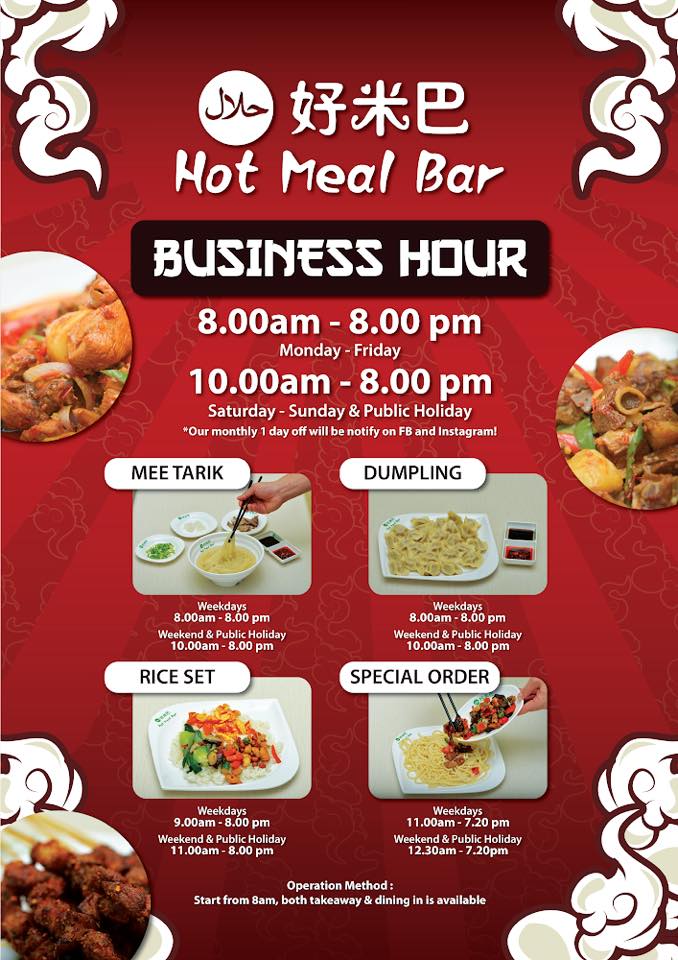 حلال 好米巴
Hot Meal Bar
BUSINESS HOUR
8.00am - 8.00 pm
Monday - Friday
10.00am - 8.00 pm
Saturday - Sunday & Public Holiday
*Our monthly 1 day off will be notify on FB and Instagram!
MEE TARIK
Weekdays
8.00am - 8.00 pm
Weekend & Public Holiday
10.00am - 8.00 pm
DUMPLING
Weekdays
8.00am - 8.00 pm
Weekend & Public Holiday
10.00am - 8.00 pm
RICE SET
Hot Meal Bar
Weekdays
9.00am - 8.00 pm
Weekend & Public Holiday
11.00am - 8.00 pm
SPECIAL ORDER
Weekdays
11.00am - 7.20 pm
Weekend & Public Holiday
12.30am - 7.20pm
Operation Method :
Start from 8am, both takeaway & dining in is available